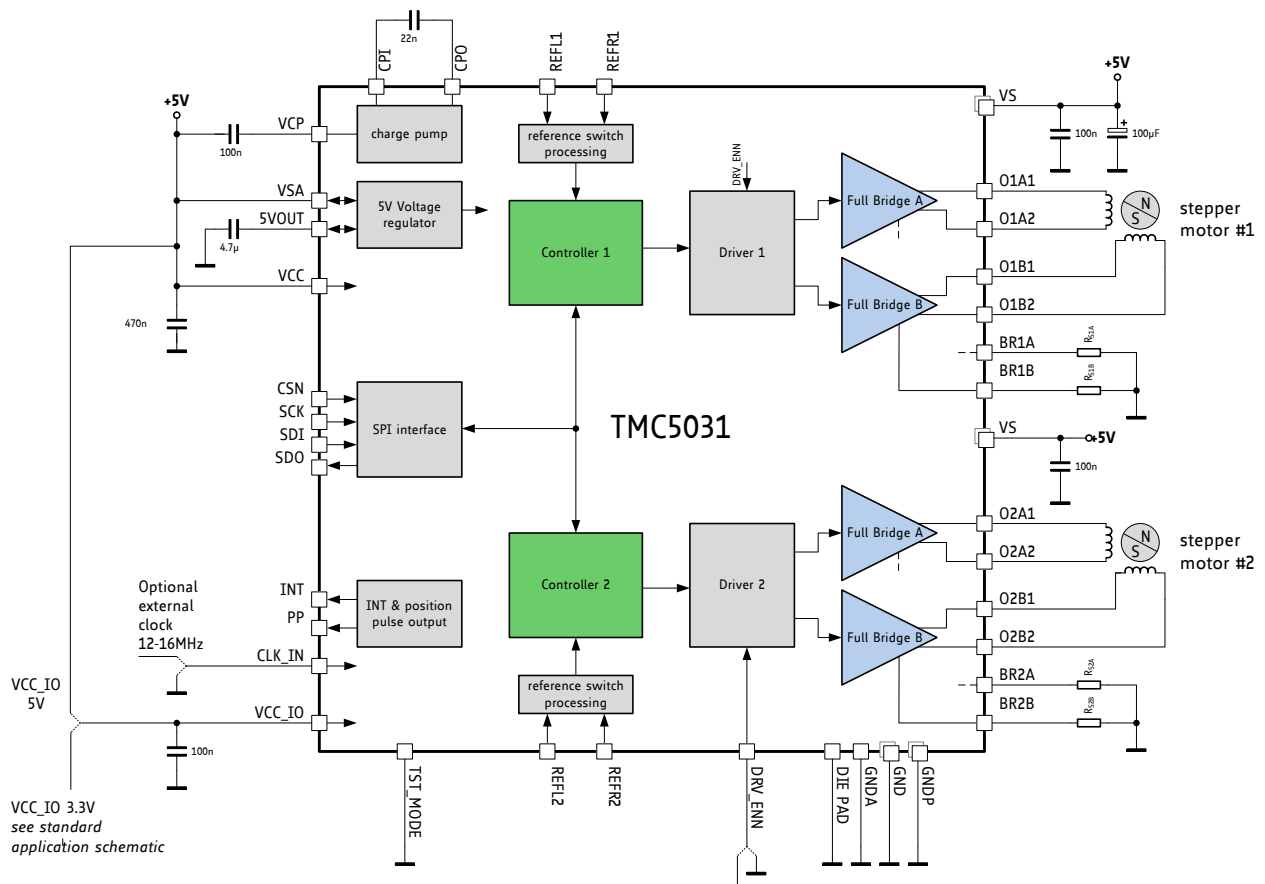 22n
CPI
CPO
REFL1
REFR1
+5V
VCP
100n
charge pump
reference switch
processing
VS
+5V
100n
+
100µF
VSA
5VOUT
4.7µ
5V Voltage
regulator
VCC
470n
Controller 1
DRV_ENN
Driver 1
Full Bridge A
Full Bridge B
O1A1
O1A2
O1B1
O1B2
N
S
stepper
motor #1
BR1A
RS1A
BR1B
RS1B
CSN
SCK
SDI
SDO
SPI interface
TMC5031
VS
+5V
100n
INT
PP
INT & position
pulse output
Controller 2
Driver 2
Full Bridge A
Full Bridge B
O2A1
O2A2
O2B1
O2B2
N
S
stepper
motor #2
BR2A
RS2A
BR2B
RS2B
Optional
external
clock
12-16MHz
CLK_IN
VCC_IO
5V
VCC_IO
100n
reference switch
processing
VCC_IO 3.3V
see standard
application schematic
TST_MODE
REFL2
REFR2
DRV_ENN
DIE PAD
GNDA
GND
GNDP